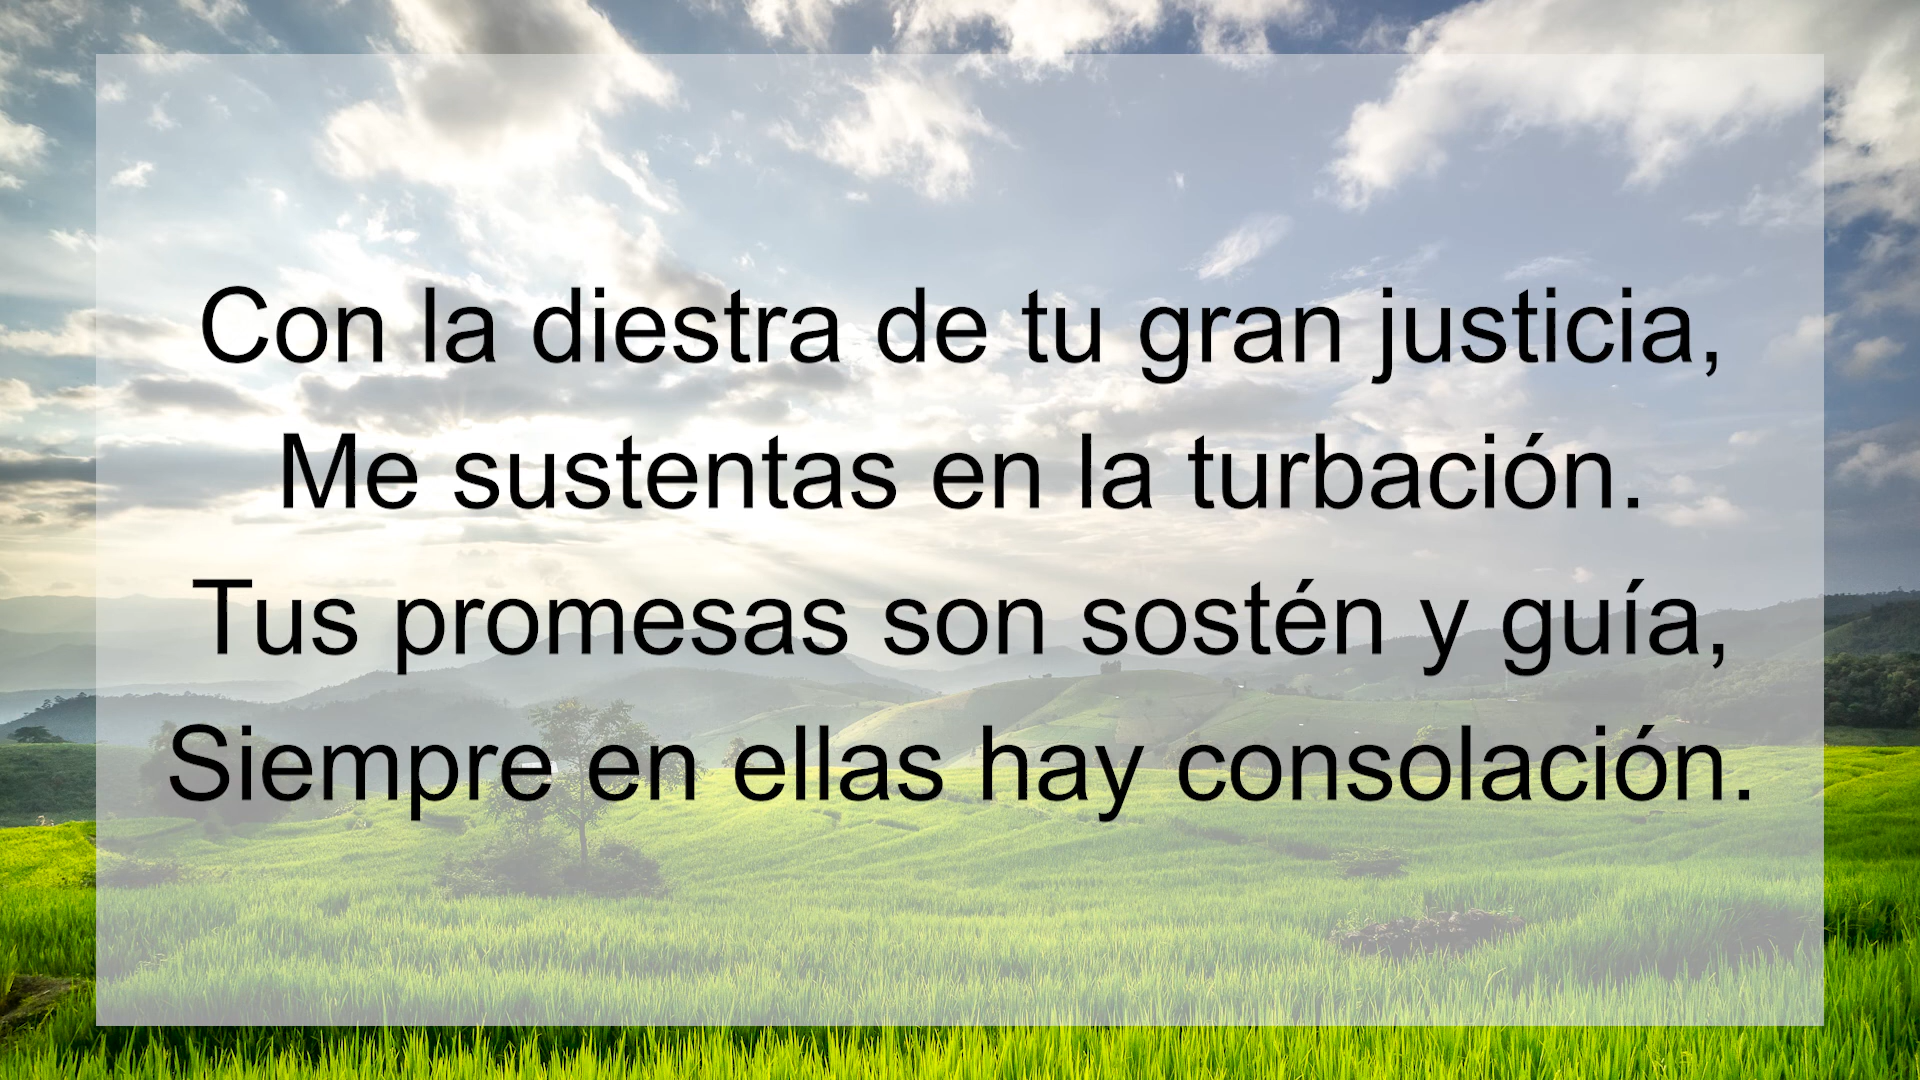 Con la diestra de tu gran justicia,
Me sustentas en la turbación.
Tus promesas son sostén y guía,
Siempre en ellas hay consolación.